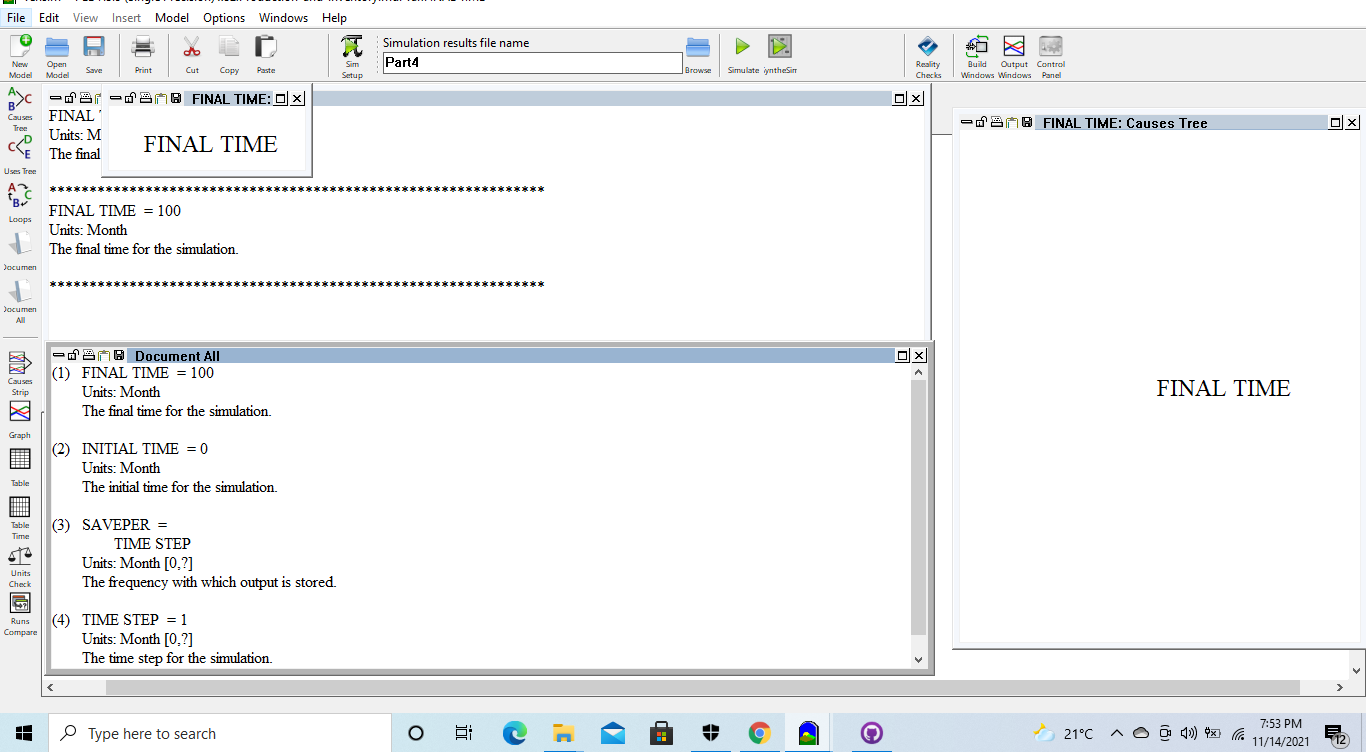 File Edit View Insert Model Options Windows Help
New Model
Open Model
Save
Print
Cut
Copy
Paste
Sim Setup
Simulation results file name
Part4
Browse
Simulate
SyntheSim
Reality Checks
Build Windows
Output Windows
Control Panel
Causes Tree
Uses Tree
Loops
Documen
Documen All
Causes Strip
Graph
Table
Table Time
Units Check
Runs Compare
FINAL
Units: M
The final
FINAL TIME:
FINAL TIME
***************************************************************
FINAL TIME = 100
Units: Month
The final time for the simulation.
***************************************************************
Document All
(1) FINAL TIME = 100
Units: Month
The final time for the simulation.
(2) INITIAL TIME = 0
Units: Month
The initial time for the simulation.
(3) SAVEPER =
TIME STEP
Units: Month [0,?]
The frequency with which output is stored.
(4) TIME STEP = 1
Units: Month [0,?]
The time step for the simulation.
FINAL TIME: Causes Tree
FINAL TIME
Type here to search
21°C
7:53 PM
11/14/2021
12